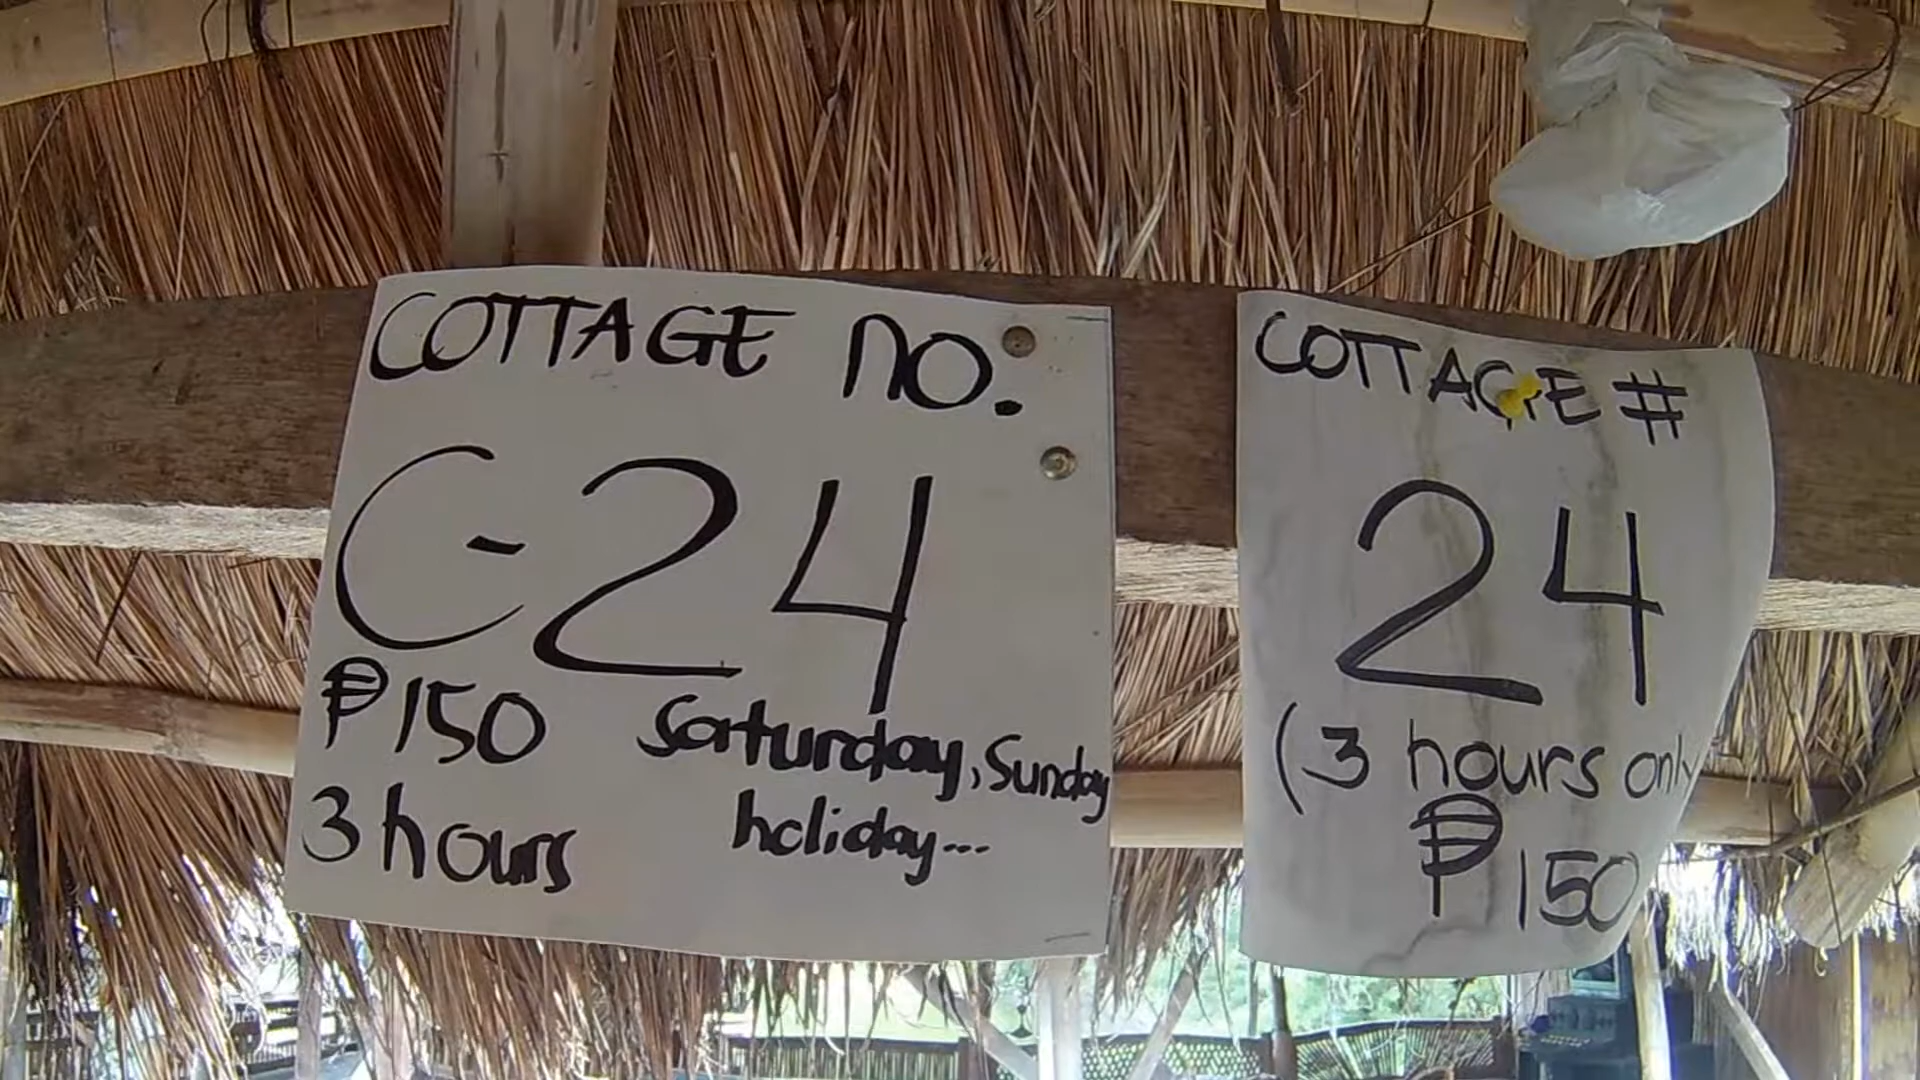 COTTAGE NO.
C-24
₱150
3 hours
Saturday, Sunday
holiday...
COTTAGE #
24
(3 hours only
₱150